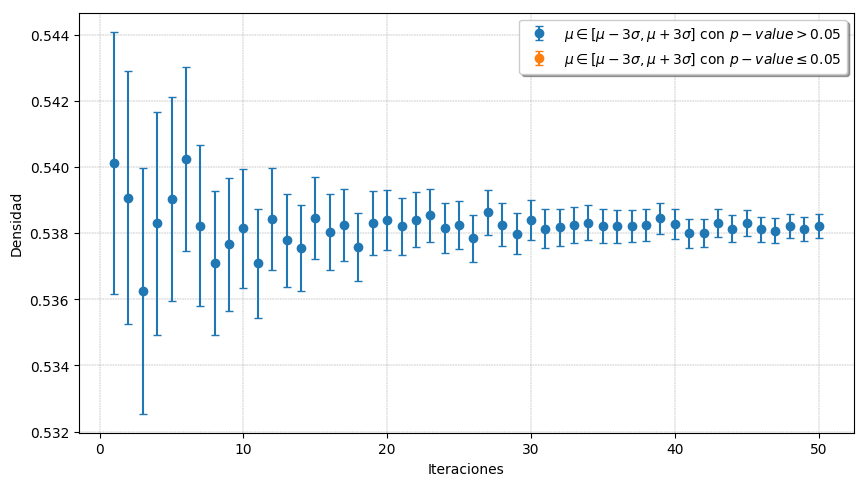 μ ∈ [μ − 3σ, μ + 3σ] con p − value > 0.05
μ ∈ [μ − 3σ, μ + 3σ] con p − value ≤ 0.05
0.544
0.542
0.540
0.538
0.536
0.534
0.532
Densidad
0 10 20 30 40 50
Iteraciones